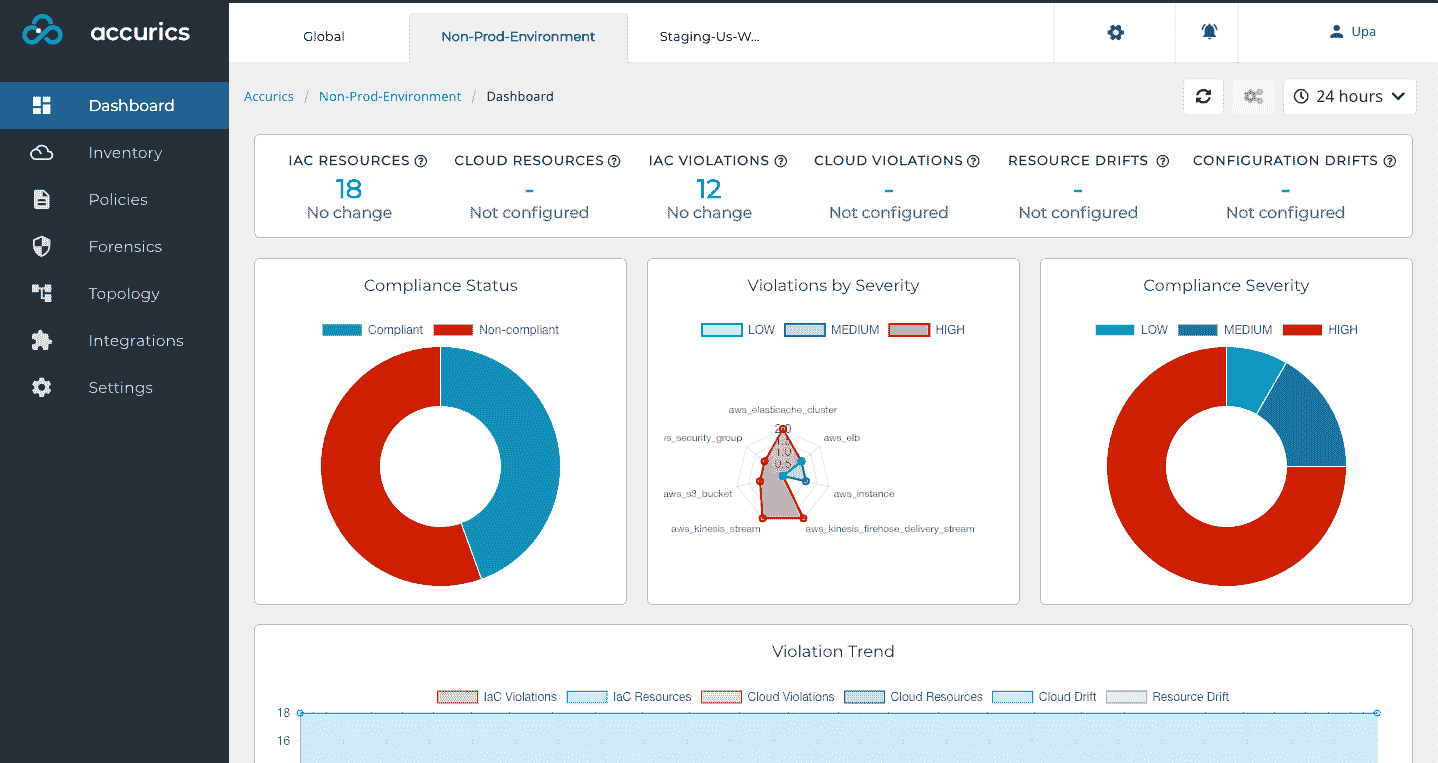 accurics
Global
Non-Prod-Environment
Staging-Us-W...
Upa
Dashboard
Inventory
Policies
Forensics
Topology
Integrations
Settings
Accurics / Non-Prod-Environment / Dashboard
24 hours
IAC RESOURCES ?
18
No change
CLOUD RESOURCES ?
-
Not configured
IAC VIOLATIONS ?
12
No change
CLOUD VIOLATIONS ?
-
Not configured
RESOURCE DRIFTS ?
-
Not configured
CONFIGURATION DRIFTS ?
-
Not configured
Compliance Status
Compliant Non-compliant
Violations by Severity
LOW MEDIUM HIGH
aws_elasticache_cluster
/s_security_group
aws_elb
2.0
1.5
1.0
0.5
aws_s3_bucket
aws_instance
aws_kinesis_stream
aws_kinesis_firehose_delivery_stream
Compliance Severity
LOW MEDIUM HIGH
Violation Trend
IaC Violations IaC Resources Cloud Violations Cloud Resources Cloud Drift Resource Drift
18
16